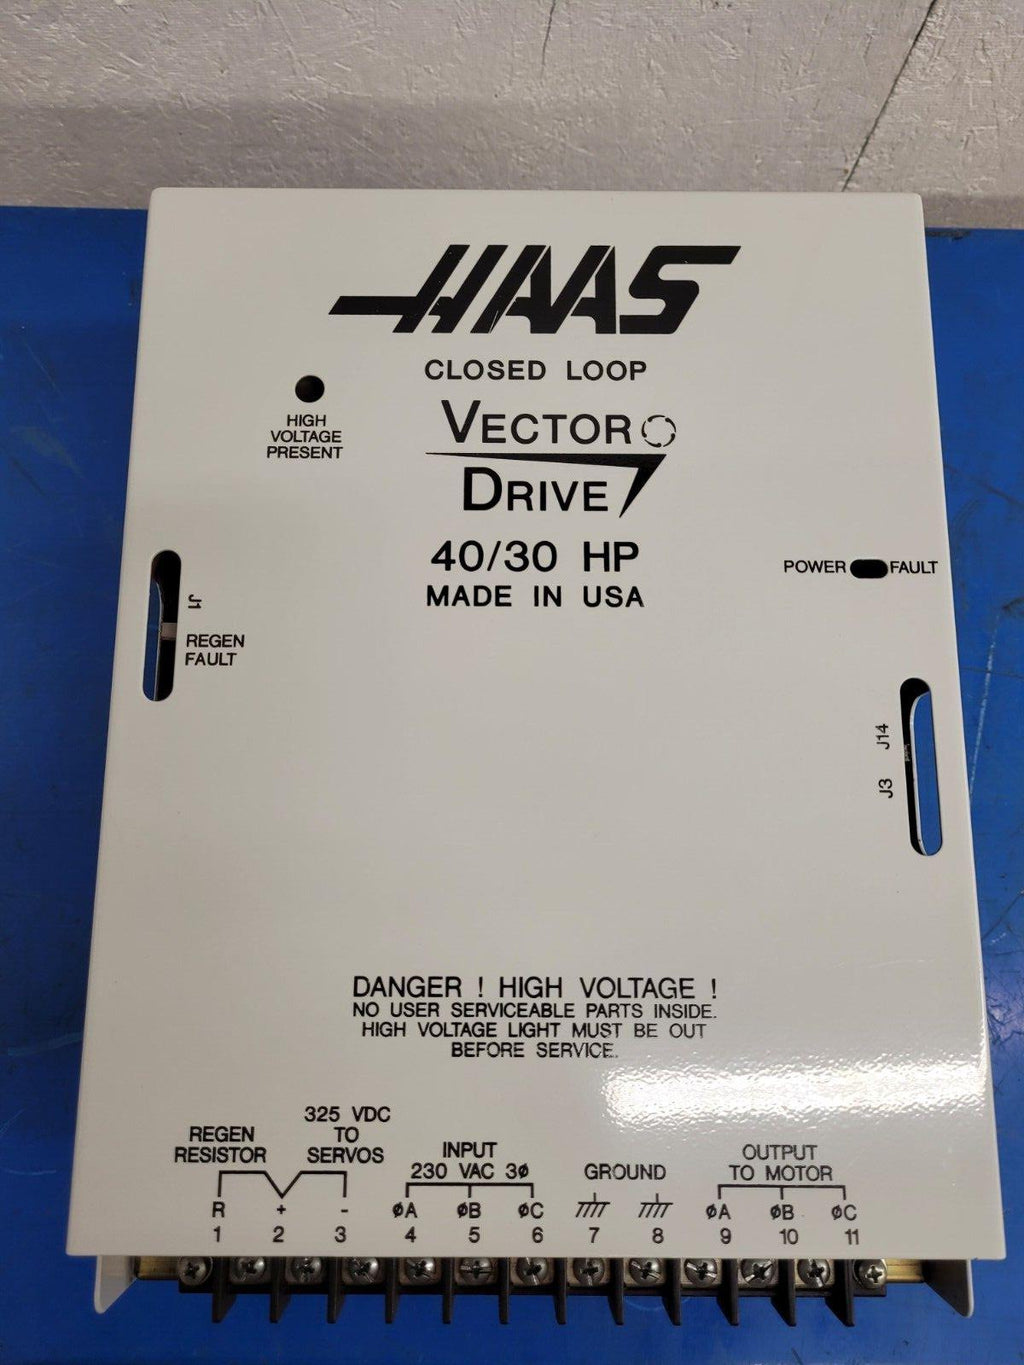 HAAS
CLOSED LOOP
HIGH
VOLTAGE
PRESENT
VECTOR
DRIVE
40/30 HP
MADE IN USA
POWER FAULT
J1
REGEN
FAULT
J14
J3
DANGER ! HIGH VOLTAGE !
NO USER SERVICEABLE PARTS INSIDE.
HIGH VOLTAGE LIGHT MUST BE OUT
BEFORE SERVICE.
REGEN
RESISTOR
325 VDC
TO
SERVOS
INPUT
230 VAC 3ø
GROUND
OUTPUT
TO MOTOR
R + - øA øB øC øA øB øC
1 2 3 4 5 6 7 8 9 10 11